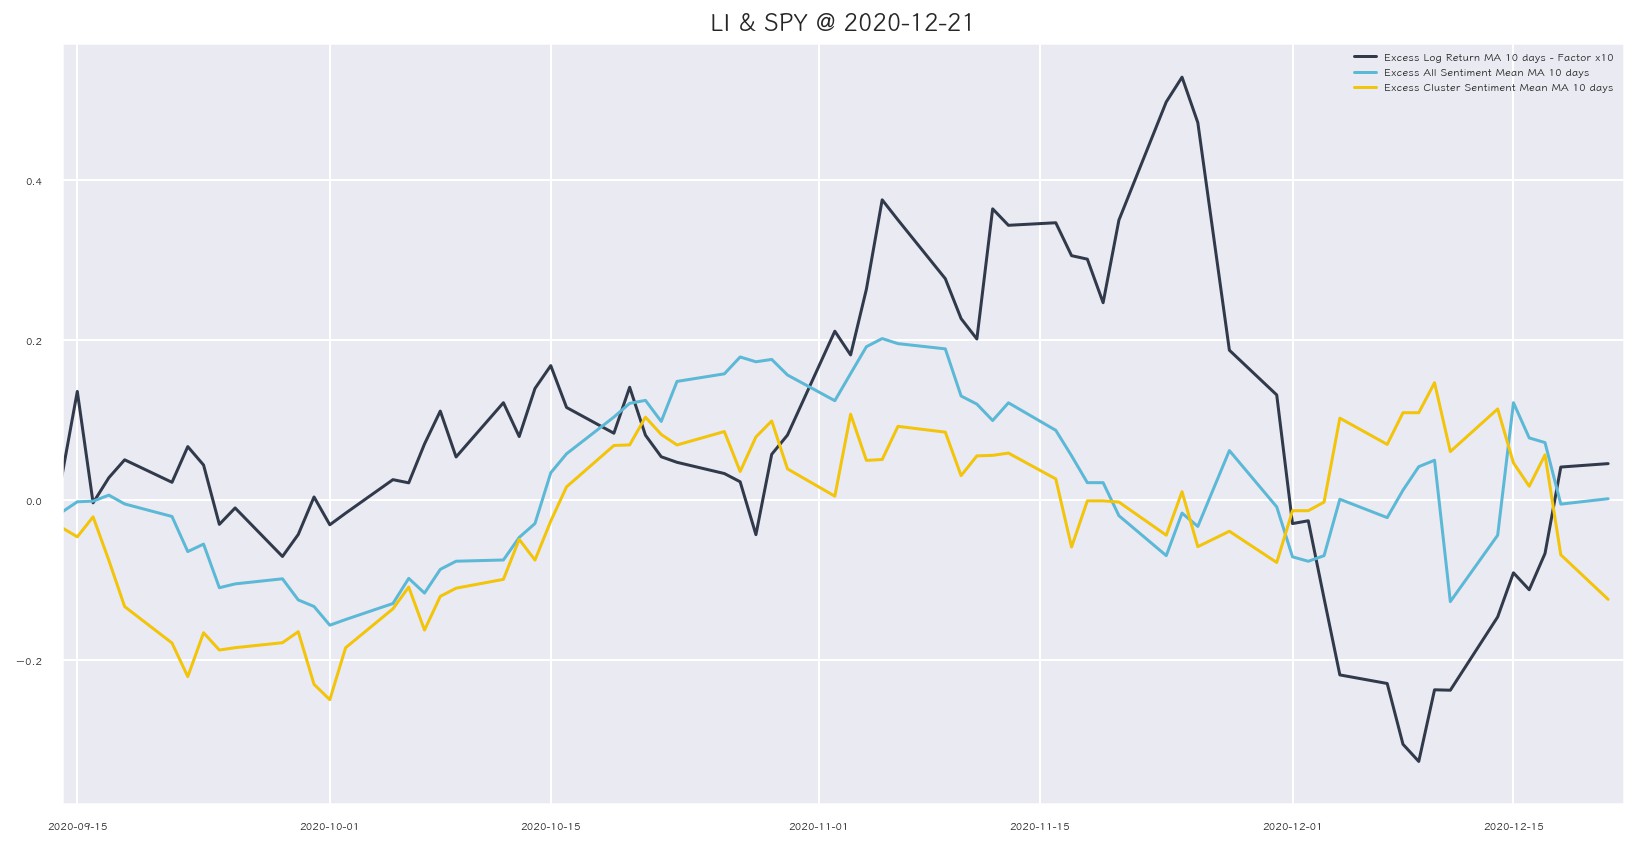 LI & SPY @ 2020-12-21
Excess Log Return MA 10 days - Factor x10
Excess All Sentiment Mean MA 10 days
Excess Cluster Sentiment Mean MA 10 days
0.4
0.2
0.0
−0.2
2020-09-15 2020-10-01 2020-10-15 2020-11-01 2020-11-15 2020-12-01 2020-12-15